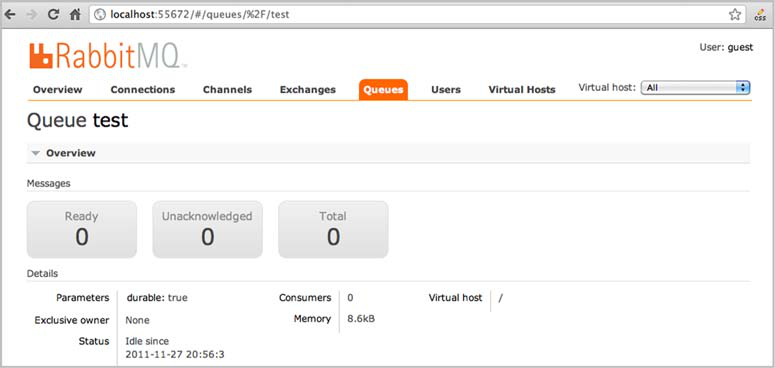 localhost:55672/#/queues/%2F/test
css
RabbitMQ
User: guest
Overview Connections Channels Exchanges Queues Users Virtual Hosts Virtual host: All
Queue test
Overview
Messages
Ready Unacknowledged Total
0 0 0
Details
Parameters durable: true Consumers 0 Virtual host /
Exclusive owner None Memory 8.6kB
Status Idle since
2011-11-27 20:56:3